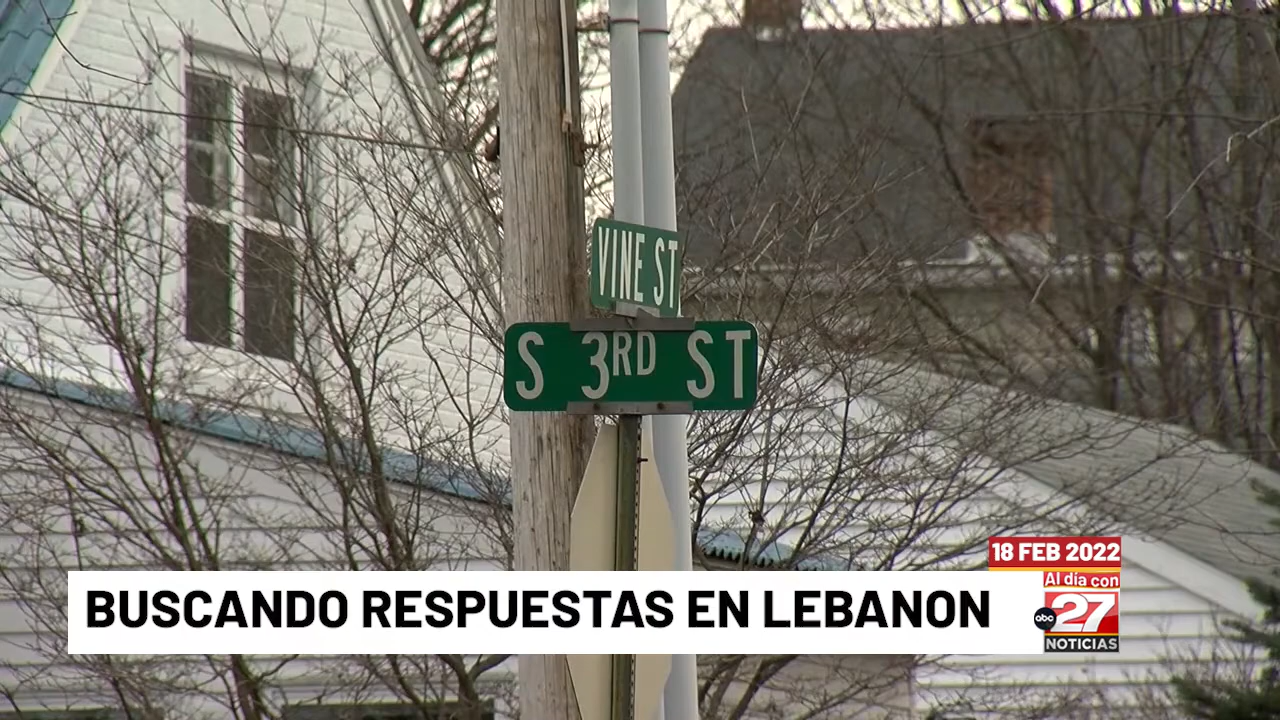 VINE ST
S 3RD ST
18 FEB 2022
BUSCANDO RESPUESTAS EN LEBANON
Al día con
abc 27
NOTICIAS